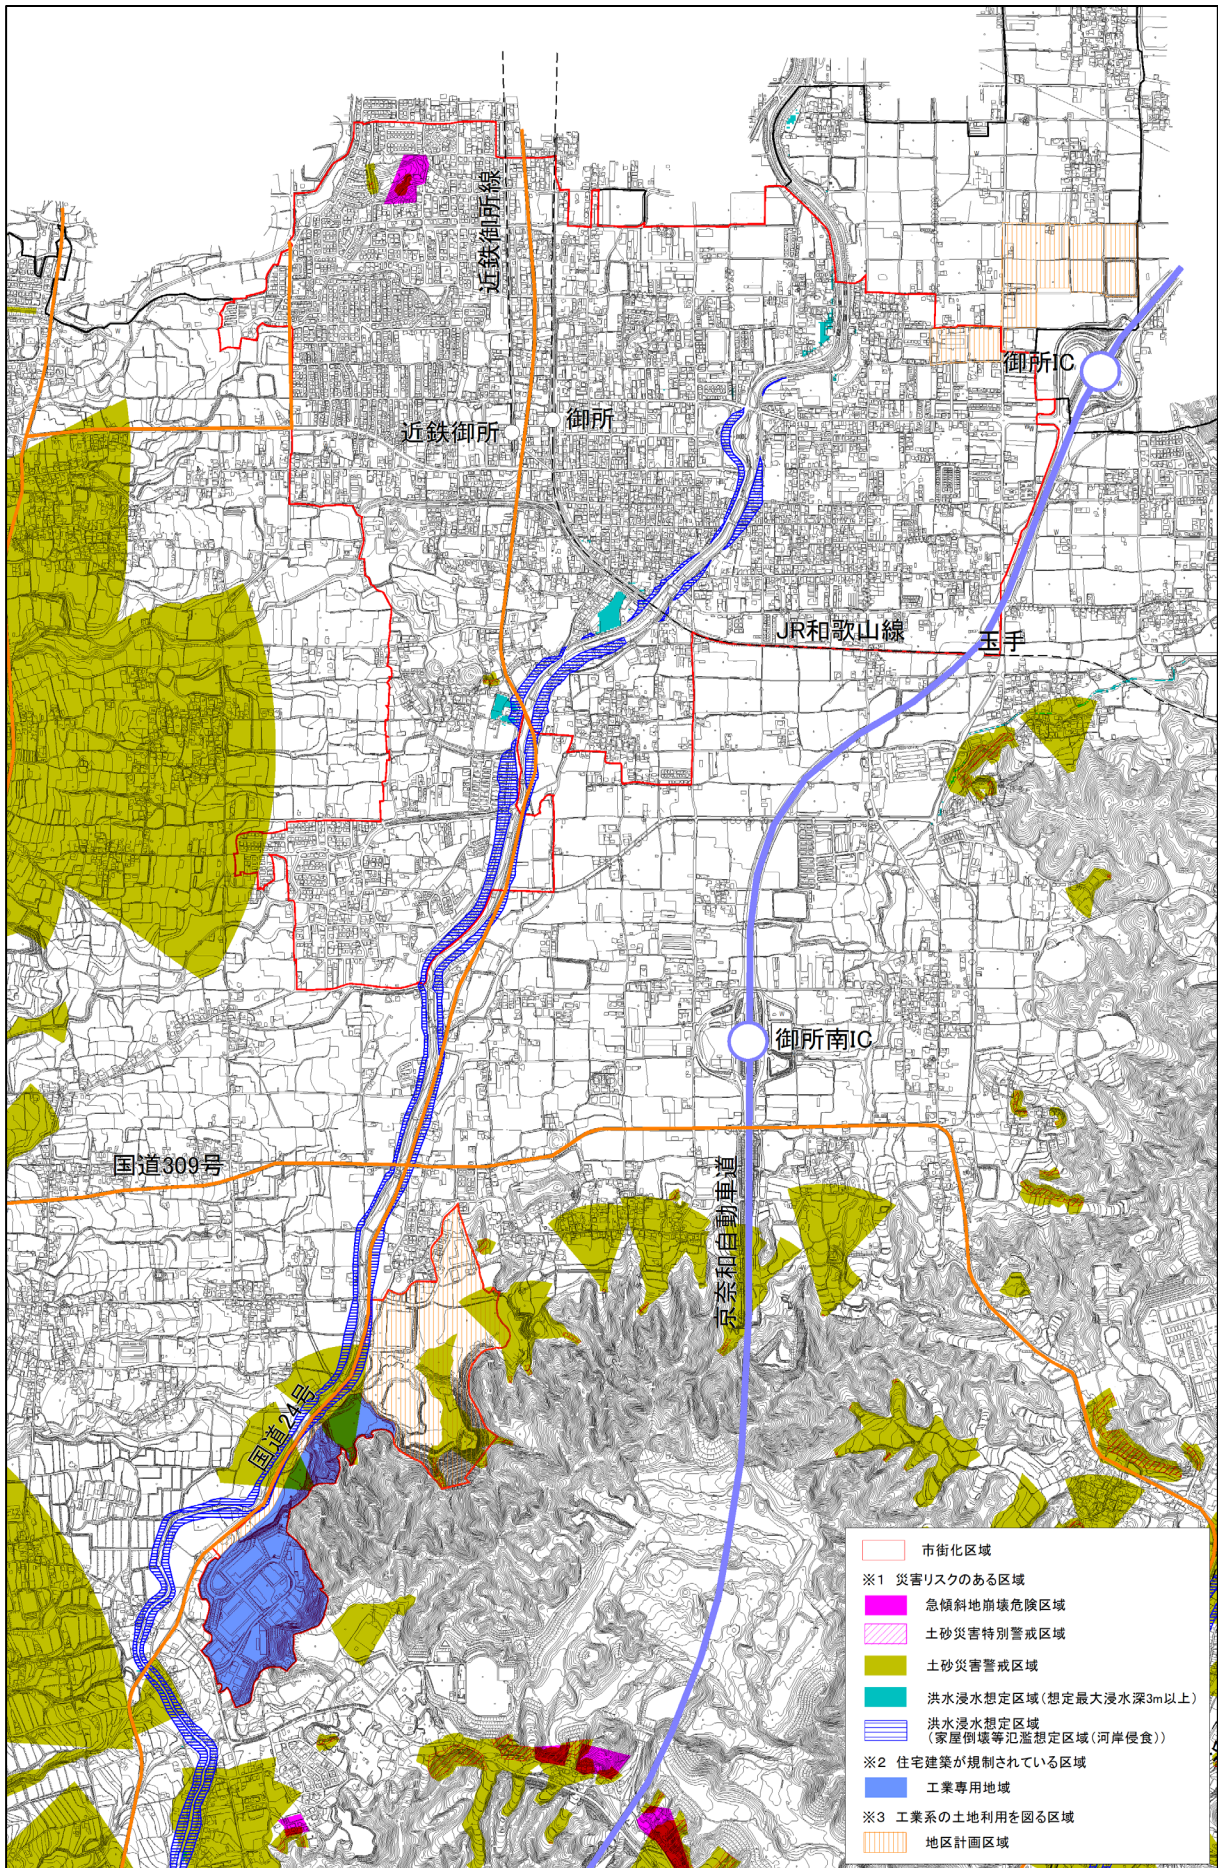 近鉄御所線
御所IC
近鉄御所
御所
JR和歌山線
玉手
御所南IC
国道309号
京奈和自動車道
国道24号
市街化区域
※1 災害リスクのある区域
急傾斜地崩壊危険区域
土砂災害特別警戒区域
土砂災害警戒区域
洪水浸水想定区域(想定最大浸水深3m以上)
洪水浸水想定区域
(家屋倒壊等氾濫想定区域(河岸侵食))
※2 住宅建築が規制されている区域
工業専用地域
※3 工業系の土地利用を図る区域
地区計画区域